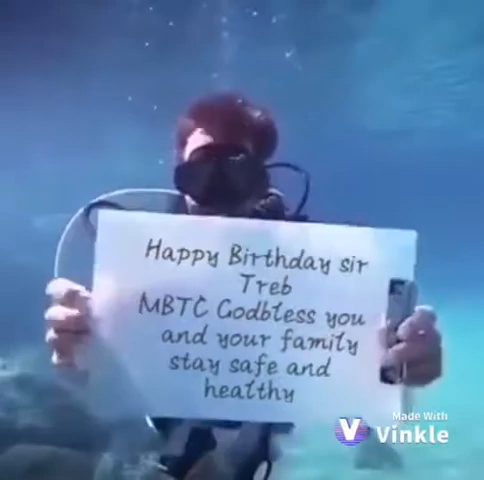 Happy Birthday sir
Treb
MBTC Godbless you
and your family
stay safe and
healthy
Made With
V Vinkle